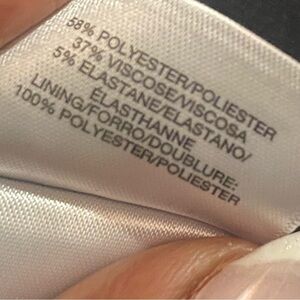 58% POLYESTER/POLIESTER
37% VISCOSE/VISCOSA
5% ELASTANE/ELASTANO/
ÉLASTHANNE
LINING/FORRO/DOUBLURE:
100% POLYESTER/POLIESTER